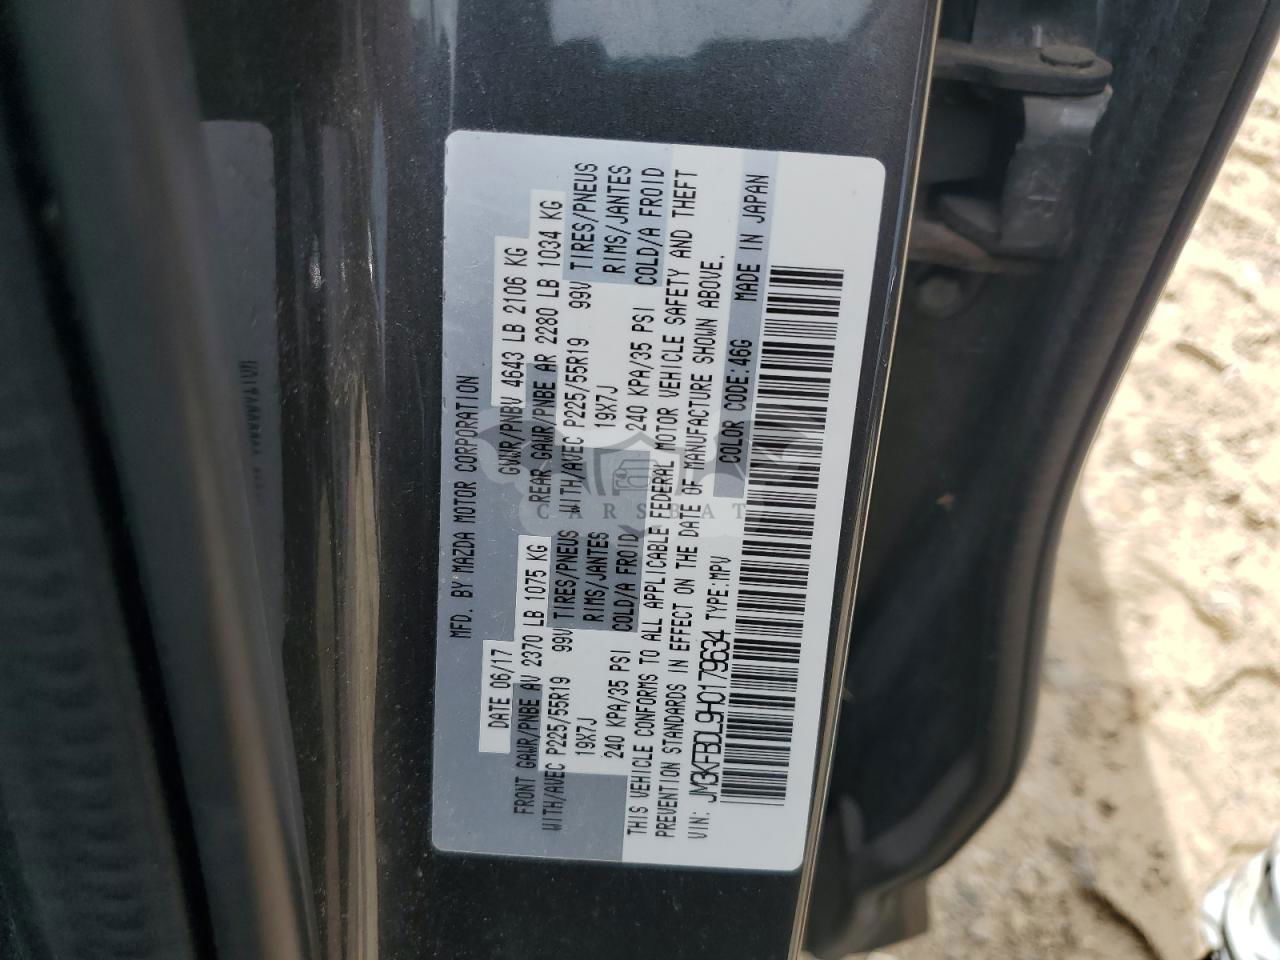 MFD. BY MAZDA MOTOR CORPORATION
DATE 06/17 GVWR/PNBV 4643 LB 2106 KG
FRONT GAWR/PNBE AV 2370 LB 1075 KG REAR GAWR/PNBE AR 2280 LB 1034 KG
WITH/AVEC P225/55R19 99V TIRES/PNEUS WITH/AVEC P225/55R19 99V TIRES/PNEUS
19X7J RIMS/JANTES 19X7J RIMS/JANTES
240 KPA/35 PSI COLD/A FROID 240 KPA/35 PSI COLD/A FROID
THIS VEHICLE CONFORMS TO ALL APPLICABLE FEDERAL MOTOR VEHICLE SAFETY AND THEFT
PREVENTION STANDARDS IN EFFECT ON THE DATE OF MANUFACTURE SHOWN ABOVE.
VIN: JM3KFBDL9H0179634 TYPE:MPV COLOR CODE:46G MADE IN JAPAN
CARSBAT